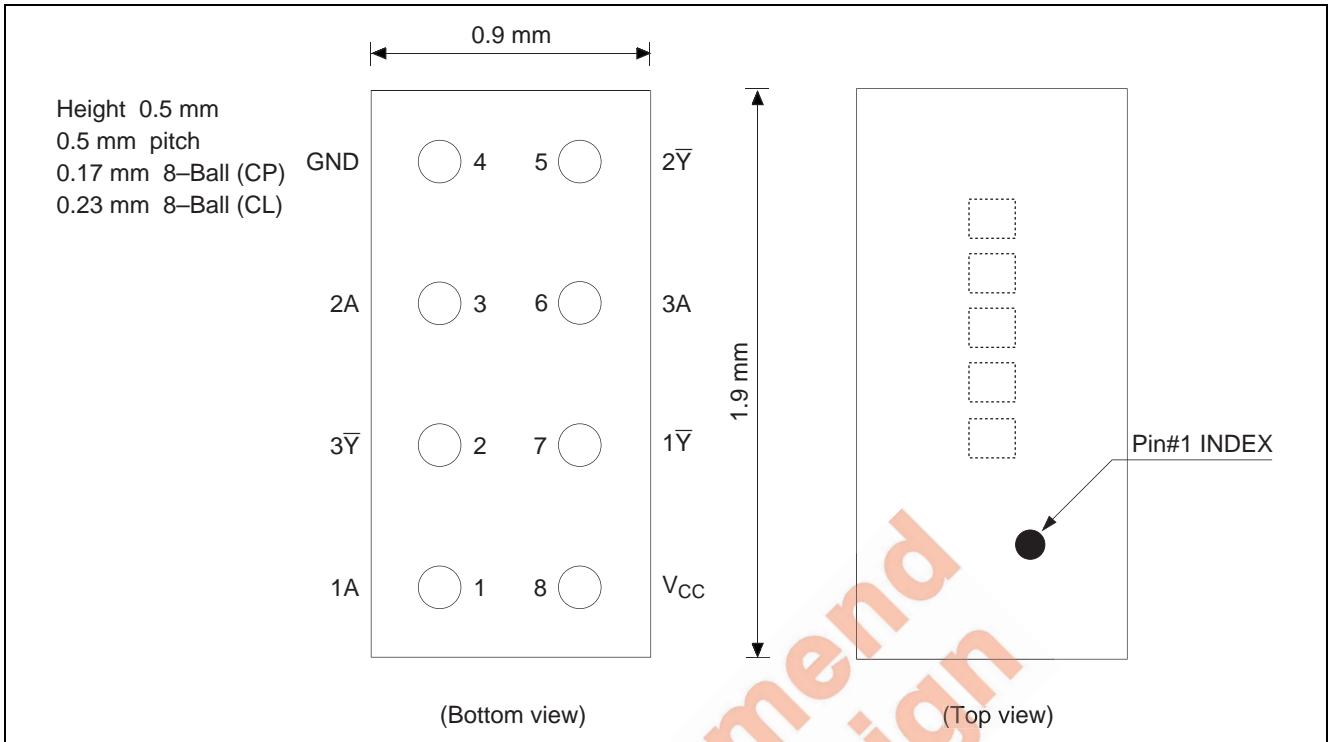 0.9 mm
Height 0.5 mm
0.5 mm pitch
0.17 mm 8–Ball (CP)
0.23 mm 8–Ball (CL)
GND 4 5 2Y̅
2A 3 6 3A
3Y̅ 2 7 1Y̅
1A 1 8 VCC
(Bottom view)
1.9 mm
Pin#1 INDEX
(Top view)
mend
ign